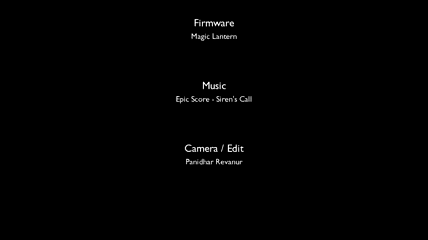 Firmware
Magic Lantern
Music
Epic Score - Siren's Call
Camera / Edit
Panidhar Revanur